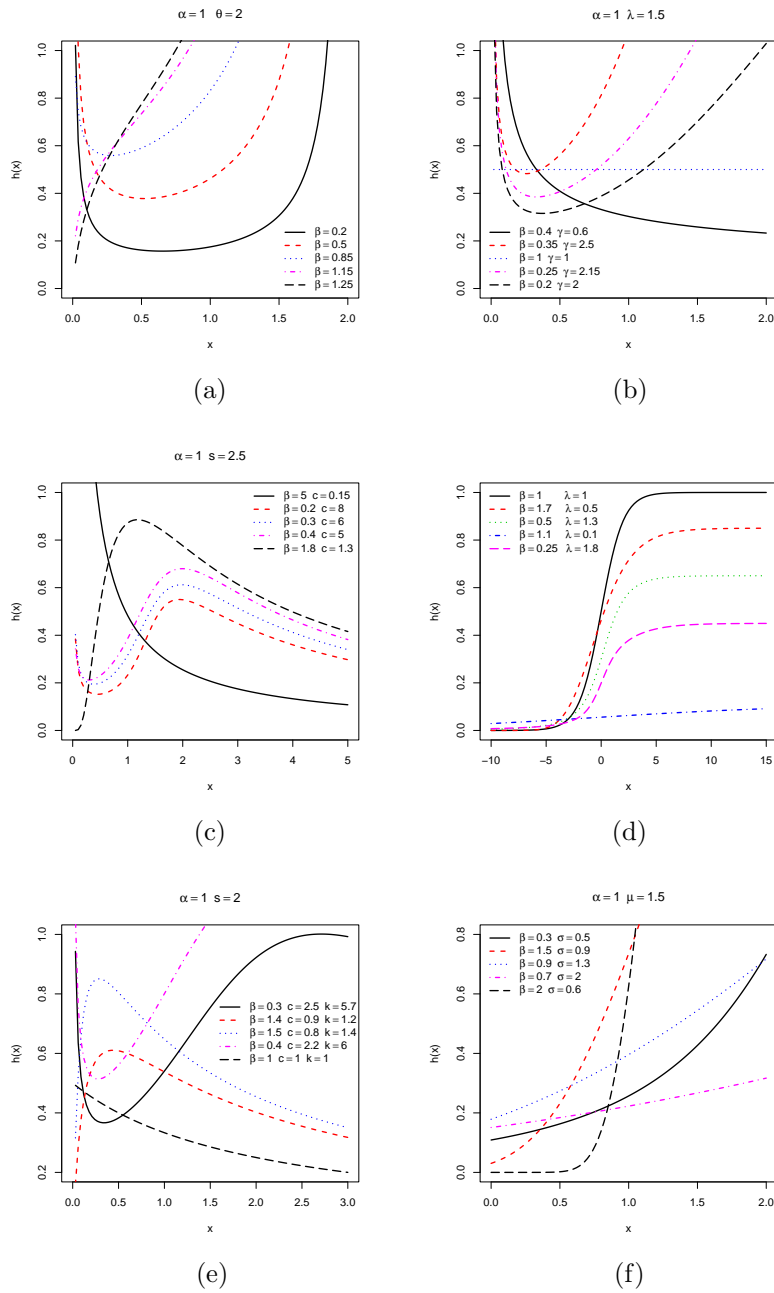 α = 1 θ = 2
h(x)
0.0 0.2 0.4 0.6 0.8 1.0
β = 0.2
β = 0.5
β = 0.85
β = 1.15
β = 1.25
0.0 0.5 1.0 1.5 2.0
x
(a)
α = 1 λ = 1.5
h(x)
0.0 0.2 0.4 0.6 0.8 1.0
β = 0.4 γ = 0.6
β = 0.35 γ = 2.5
β = 1 γ = 1
β = 0.25 γ = 2.15
β = 0.2 γ = 2
0.0 0.5 1.0 1.5 2.0
x
(b)
α = 1 s = 2.5
h(x)
0.0 0.2 0.4 0.6 0.8 1.0
β = 5 c = 0.15
β = 0.2 c = 8
β = 0.3 c = 6
β = 0.4 c = 5
β = 1.8 c = 1.3
0 1 2 3 4 5
x
(c)
h(x)
0.0 0.2 0.4 0.6 0.8 1.0
β = 1 λ = 1
β = 1.7 λ = 0.5
β = 0.5 λ = 1.3
β = 1.1 λ = 0.1
β = 0.25 λ = 1.8
−10 −5 0 5 10 15
x
(d)
α = 1 s = 2
h(x)
0.2 0.4 0.6 0.8 1.0
β = 0.3 c = 2.5 k = 5.7
β = 1.4 c = 0.9 k = 1.2
β = 1.5 c = 0.8 k = 1.4
β = 0.4 c = 2.2 k = 6
β = 1 c = 1 k = 1
0.0 0.5 1.0 1.5 2.0 2.5 3.0
x
(e)
α = 1 μ = 1.5
h(x)
0.0 0.2 0.4 0.6 0.8
β = 0.3 σ = 0.5
β = 1.5 σ = 0.9
β = 0.9 σ = 1.3
β = 0.7 σ = 2
β = 2 σ = 0.6
0.0 0.5 1.0 1.5 2.0
x
(f)